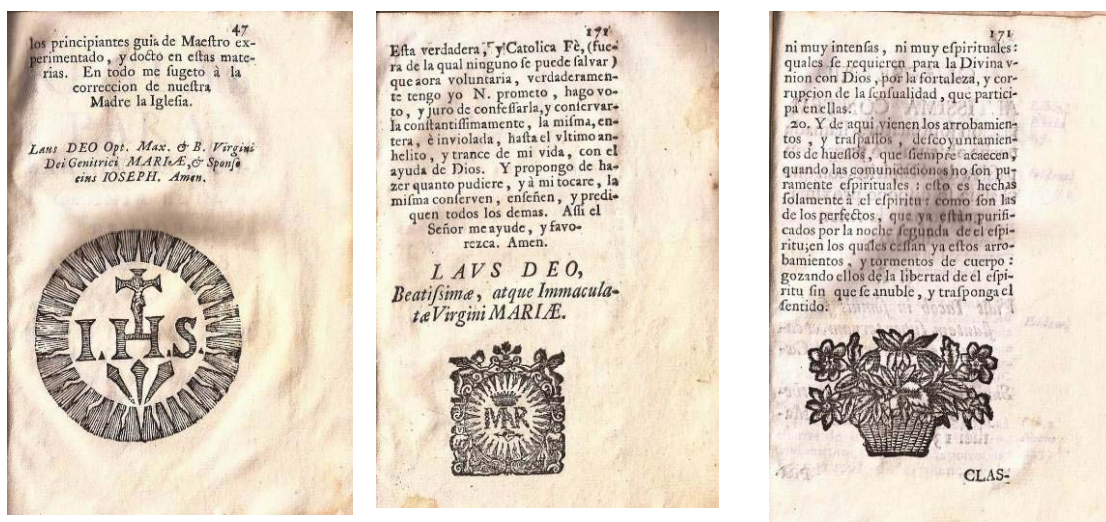 47
los principiantes guia de Maeſtro ex-
perimentado, y docto en eſtas mate-
rias. En todo me ſugeto à la
correccion de nueſtra
Madre la Igleſia.
Laus DEO Opt. Max. & B. Virgini
Dei Genitrici MARIÆ, & Sponſo
eius IOSEPH. Amen.
I.H.S.
191
Eſta verdadera, y Catolica Fè, (fue-
ra de la qual ninguno ſe puede ſalvar)
que aora voluntaria, verdaderamen-
te tengo yo N. prometo, hago vo-
to, y juro de confeſſarla, y conſervar-
la conſtantiſſimamente, la miſma, en-
tera, è inviolada, haſta el vltimo an-
helito, y trance de mi vida, con el
ayuda de Dios. Y propongo de ha-
zer quanto pudiere, y à mi tocare, la
miſma conſerven, enſeñen, y predi-
quen todos los demas. Aſſi el
Señor me ayude, y favo-
rezca. Amen.
LAVS DEO,
Beatiſsimæ, atque Immacula-
tæ Virgini MARIÆ.
171
ni muy intenſas, ni muy eſpirituales:
quales ſe requieren para la Divina v-
nion con Dios, por la fortaleza, y cor-
rupcion de la ſenſualidad, que partici-
pa en ellas.
20. Y de aqui vienen los arrobamien-
tos, y traſpaſſos, deſcoyuntamien-
tos de hueſſos, que ſiempre acaecen,
quando las comunicaciones no ſon pu-
ramente eſpirituales: eſto es hechas
ſolamente à el eſpiritu: como ſon las
de los perfectos, que ya eſtàn purifi-
cados por la noche ſegunda de el eſpi-
ritu; en los quales ceſſan ya eſtos arro-
bamientos, y tormentos de cuerpo:
gozando ellos de la libertad de el eſpi-
ritu ſin que ſe anuble, y traſponga el
ſentido.
CLAS-